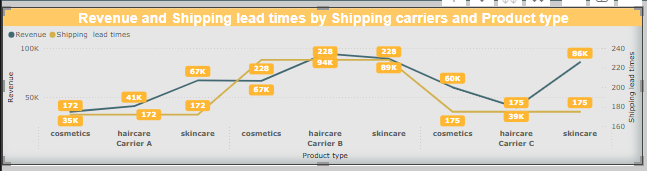 Revenue and Shipping lead times by Shipping carriers and Product type
Revenue Shipping lead times
100K 228 228 228 86K 240
67K 94K 89K 60K 220
67K 200
Revenue 50K 172 41K 172 175 175 180 Shipping lead times
35K 172 175 39K 160
cosmetics haircare skincare cosmetics haircare skincare cosmetics haircare skincare
Carrier A Carrier B Carrier C
Product type